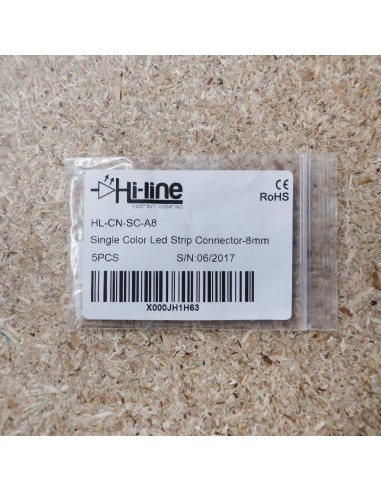 Hi-line
CE
RoHS
HL-CN-SC-A8
Single Color Led Strip Connector-8mm
5PCS S/N:06/2017
X000JH1H63